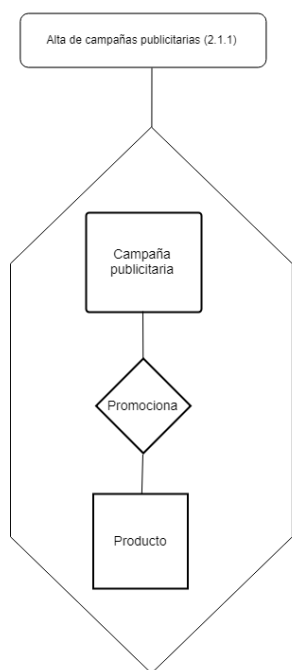 Alta de campañas publicitarias (2.1.1)
Campaña
publicitaria
Promociona
Producto